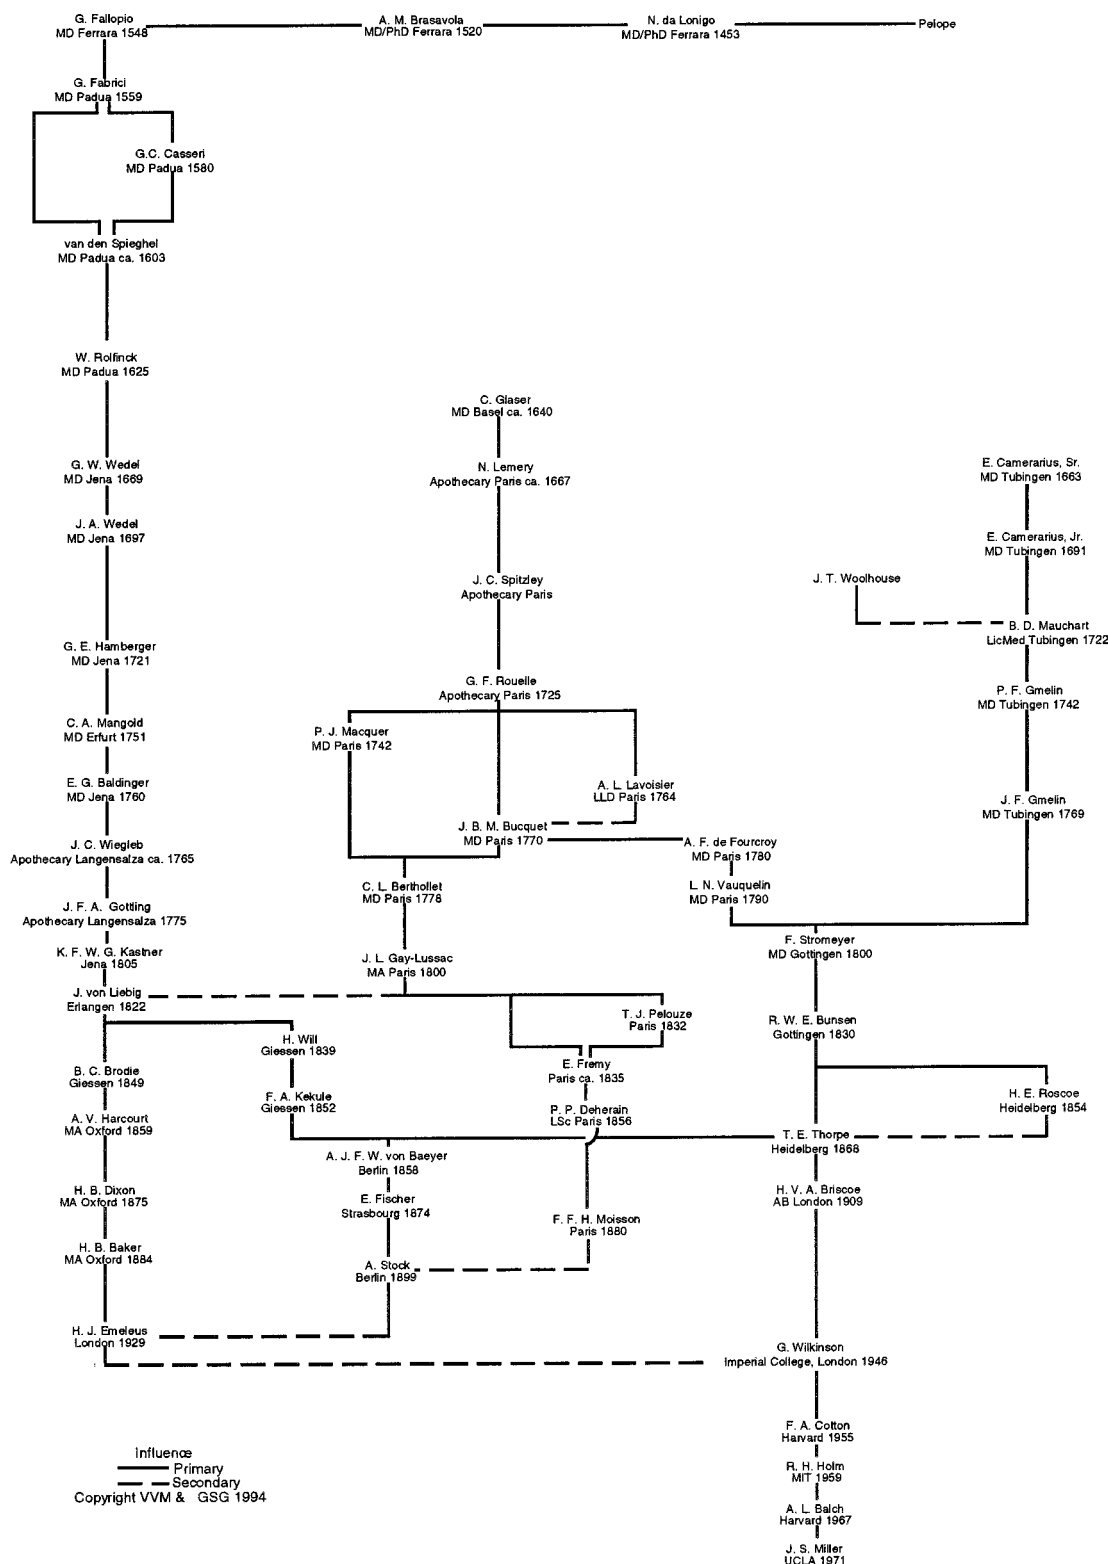 G. Fallopio
MD Ferrara 1548
A. M. Brasavola
MD/PhD Ferrara 1520
N. da Lonigo
MD/PhD Ferrara 1453
Pelope
G. Fabrici
MD Padua 1559
G.C. Casseri
MD Padua 1580
van den Spieghel
MD Padua ca. 1603
W. Rolfinck
MD Padua 1625
C. Glaser
MD Basel ca. 1640
G. W. Wedel
MD Jena 1669
N. Lemery
Apothecary Paris ca. 1667
E. Camerarius, Sr.
MD Tubingen 1663
J. A. Wedel
MD Jena 1697
E. Camerarius, Jr.
MD Tubingen 1691
J. C. Spitzley
Apothecary Paris
J. T. Woolhouse
B. D. Mauchart
LicMed Tubingen 1722
G. E. Hamberger
MD Jena 1721
G. F. Rouelle
Apothecary Paris 1725
P. F. Gmelin
MD Tubingen 1742
C. A. Mangold
MD Erfurt 1751
P. J. Macquer
MD Paris 1742
E. G. Baldinger
MD Jena 1760
A. L. Lavoisier
LLD Paris 1764
J. F. Gmelin
MD Tubingen 1769
J. B. M. Bucquet
MD Paris 1770
A. F. de Fourcroy
MD Paris 1780
J. C. Wiegleb
Apothecary Langensalza ca. 1765
C. L. Berthollet
MD Paris 1778
L. N. Vauquelin
MD Paris 1790
J. F. A. Gottling
Apothecary Langensalza 1775
F. Stromeyer
MD Gottingen 1800
K. F. W. G. Kastner
Jena 1805
J. L. Gay-Lussac
MA Paris 1800
J. von Liebig
Erlangen 1822
T. J. Pelouze
Paris 1832
R. W. E. Bunsen
Gottingen 1830
H. Will
Giessen 1839
B. C. Brodie
Giessen 1849
E. Fremy
Paris ca. 1835
F. A. Kekule
Giessen 1852
H. E. Roscoe
Heidelberg 1854
A. V. Harcourt
MA Oxford 1859
P. P. Deherain
LSc Paris 1856
T. E. Thorpe
Heidelberg 1868
A. J. F. W. von Baeyer
Berlin 1858
H. B. Dixon
MA Oxford 1875
E. Fischer
Strasbourg 1874
H. V. A. Briscoe
AB London 1909
F. F. H. Moisson
Paris 1880
H. B. Baker
MA Oxford 1884
A. Stock
Berlin 1899
H. J. Emeleus
London 1929
G. Wilkinson
Imperial College, London 1946
F. A. Cotton
Harvard 1955
R. H. Holm
MIT 1959
A. L. Balch
Harvard 1967
J. S. Miller
UCLA 1971
Influence
Primary
Secondary
Copyright VVM & GSG 1994